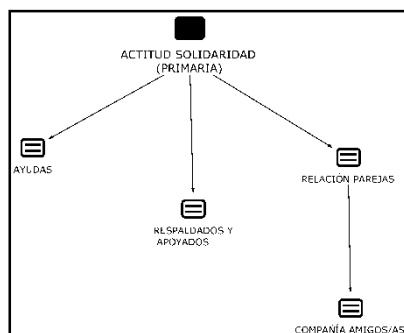 ACTITUD SOLIDARIDAD
(PRIMARIA)
AYUDAS
RELACIÓN PAREJAS
RESPALDADOS Y
APOYADOS
COMPAÑÍA AMIGOS/AS